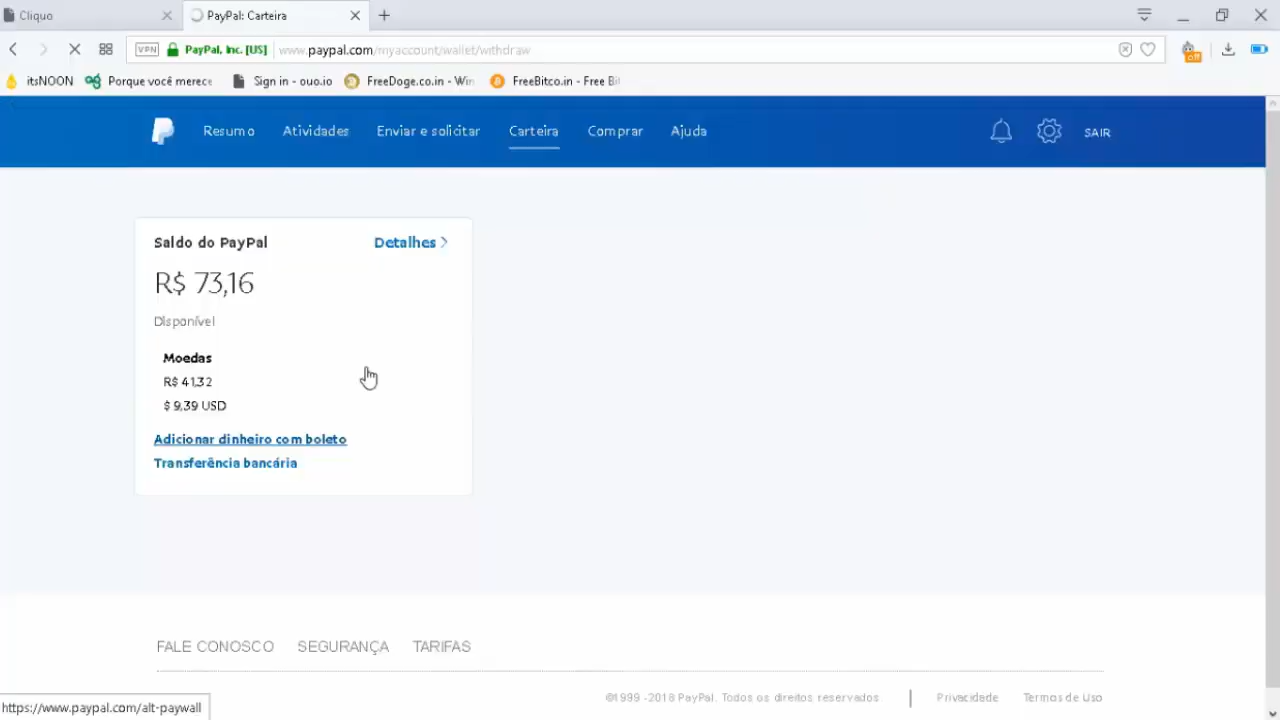 Cliquo
PayPal: Carteira
VPN PayPal, Inc. [US] www.paypal.com/myaccount/wallet/withdraw
off
itsNOON Porque você merece Sign in - ouo.io FreeDoge.co.in - Win FreeBitco.in - Free Bit
Resumo Atividades Enviar e solicitar Carteira Comprar Ajuda SAIR
Saldo do PayPal Detalhes
R$ 73,16
Disponível
Moedas
R$ 41,32
$ 9,39 USD
Adicionar dinheiro com boleto
Transferência bancária
FALE CONOSCO SEGURANÇA TARIFAS
©1999 -2018 PayPal. Todos os direitos reservados Privacidade Termos de Uso
https://www.paypal.com/alt-paywall